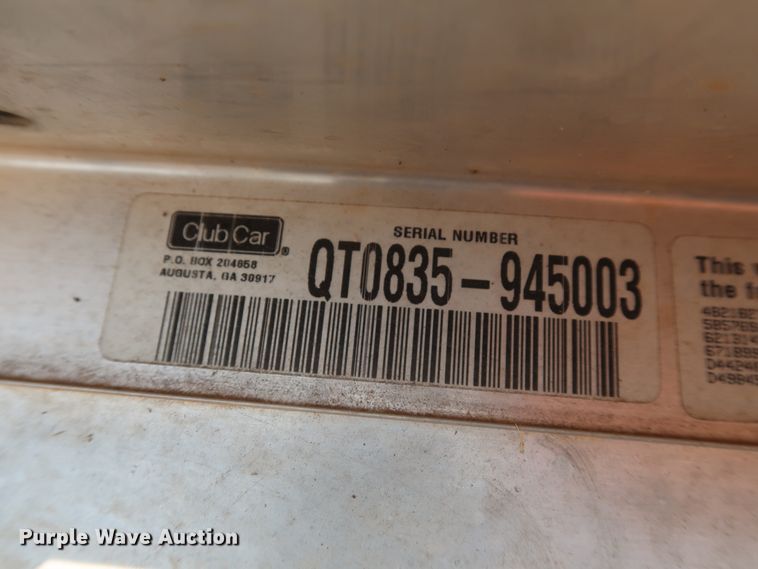 Club Car®
P.O. BOX 204658
AUGUSTA, GA 30917
SERIAL NUMBER
QT0835-945003
This
the f
Purple Wave Auction